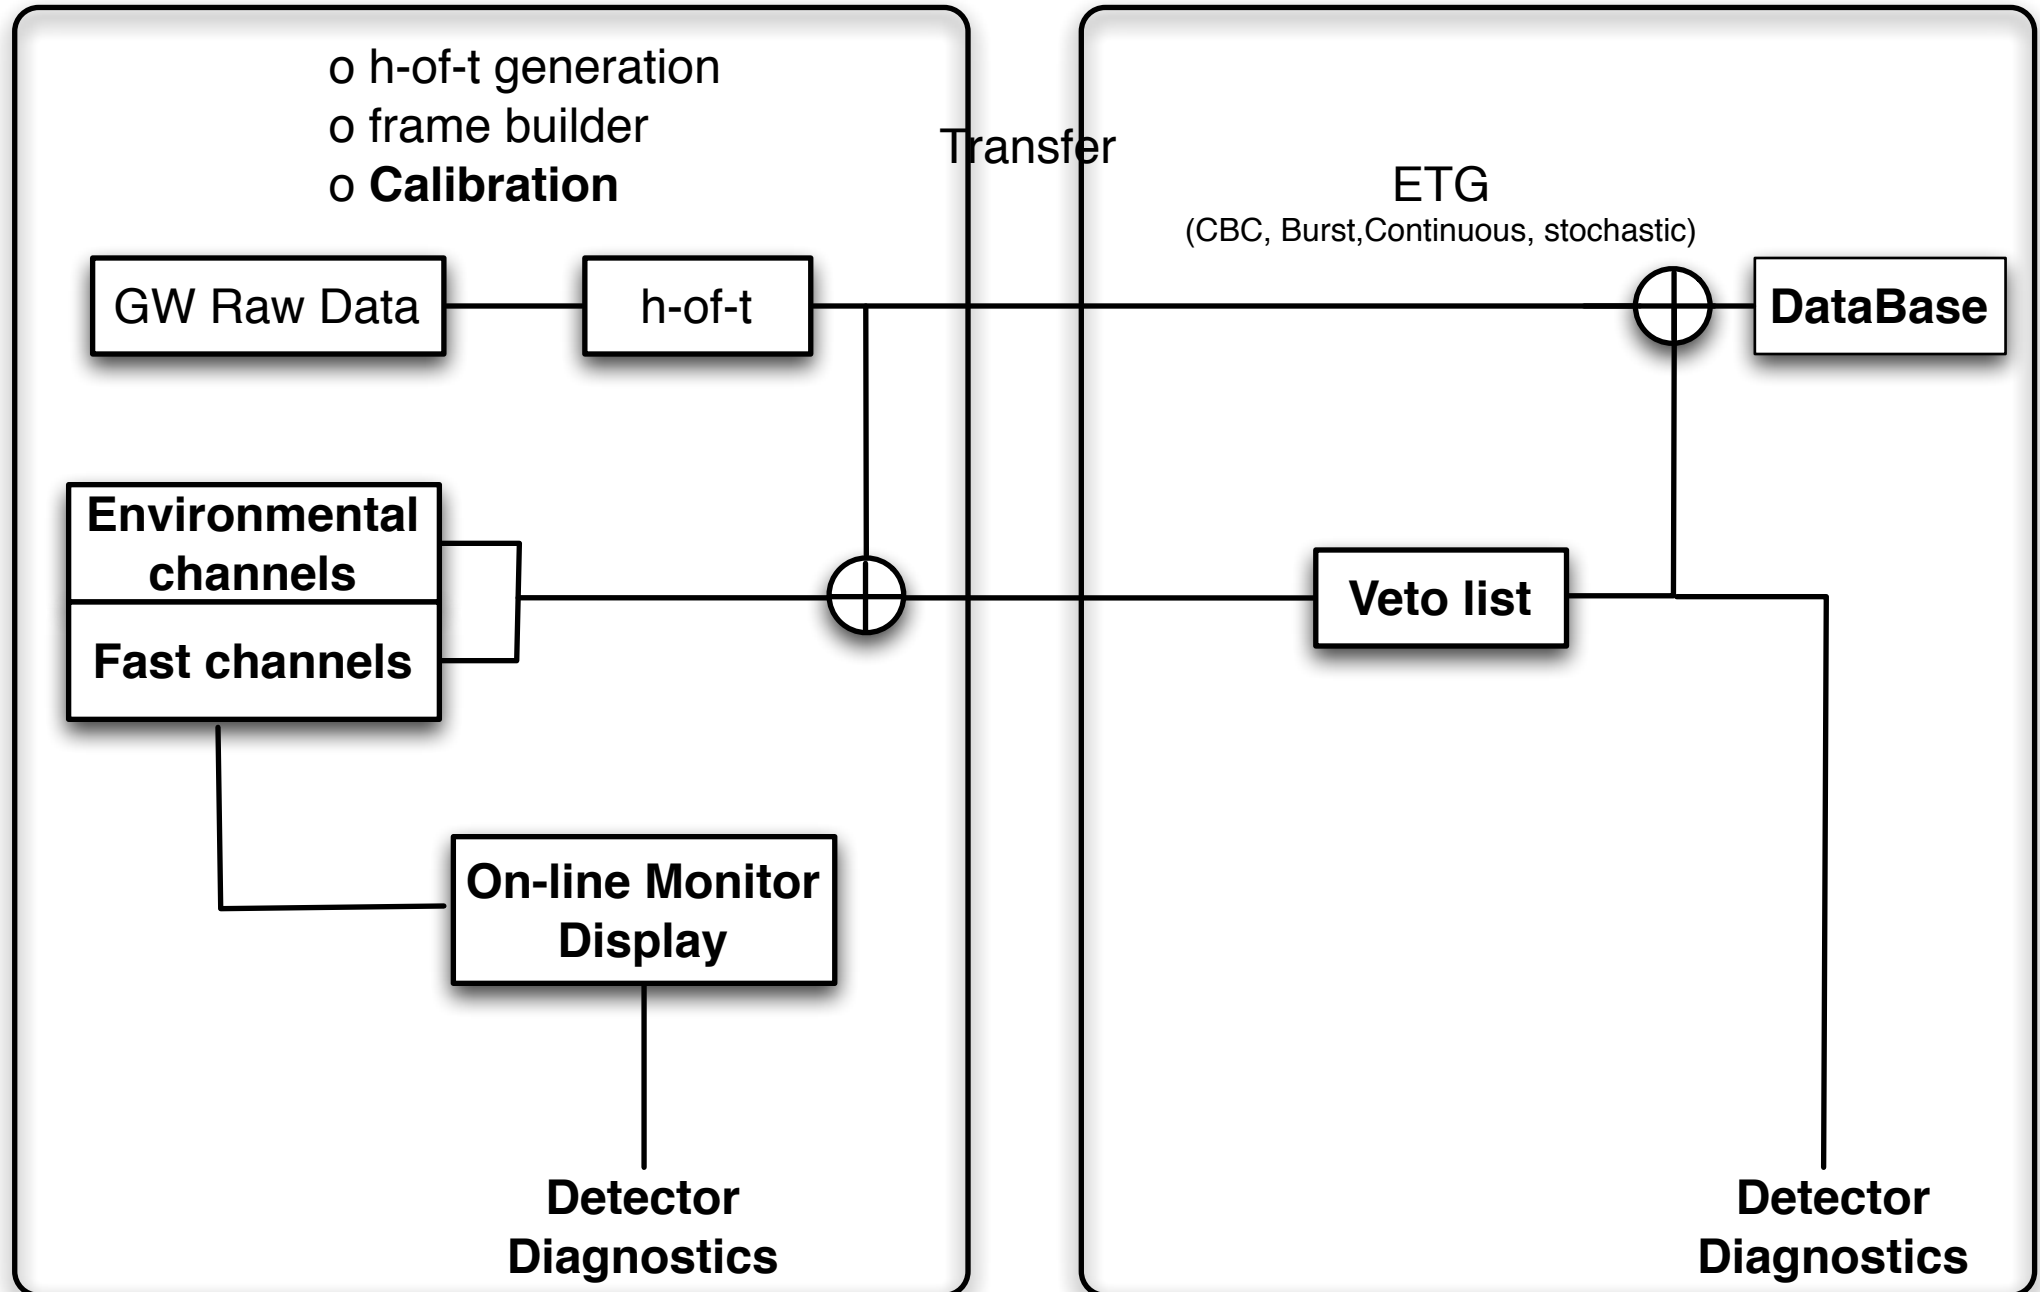 o h-of-t generation
o frame builder
o Calibration
Transfer
ETG
(CBC, Burst,Continuous, stochastic)
GW Raw Data
h-of-t
DataBase
Environmental
channels
Fast channels
Veto list
On-line Monitor
Display
Detector
Diagnostics
Detector
Diagnostics